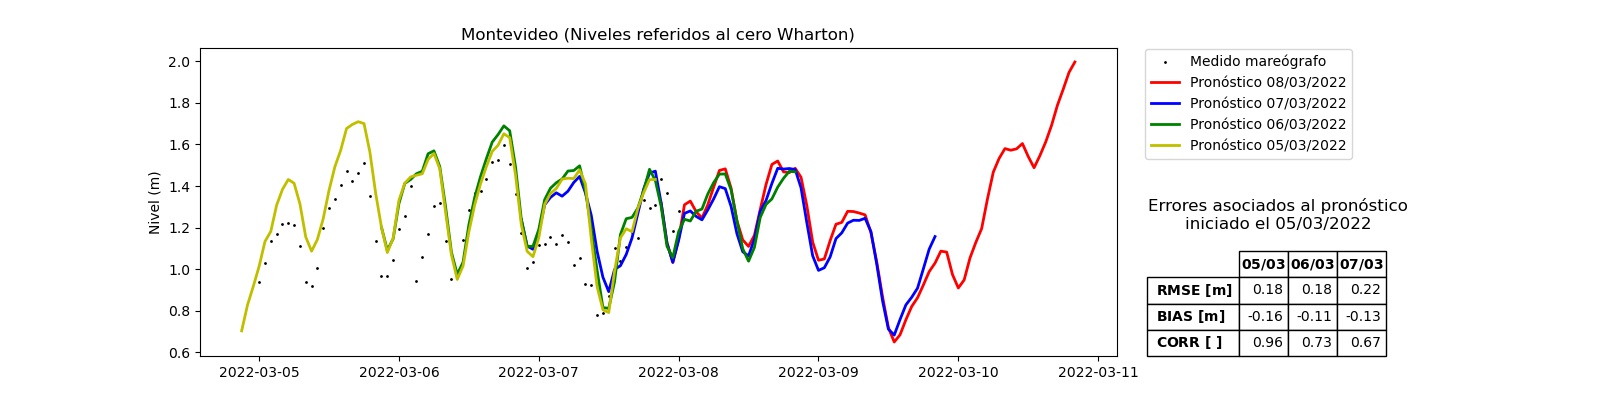 Montevideo (Niveles referidos al cero Wharton)
Nivel (m)
2.0
1.8
1.6
1.4
1.2
1.0
0.8
0.6
2022-03-05 2022-03-06 2022-03-07 2022-03-08 2022-03-09 2022-03-10 2022-03-11
Medido mareógrafo
Pronóstico 08/03/2022
Pronóstico 07/03/2022
Pronóstico 06/03/2022
Pronóstico 05/03/2022
Errores asociados al pronóstico
iniciado el 05/03/2022
05/03 06/03 07/03
RMSE [m] 0.18 0.18 0.22
BIAS [m] -0.16 -0.11 -0.13
CORR [ ] 0.96 0.73 0.67